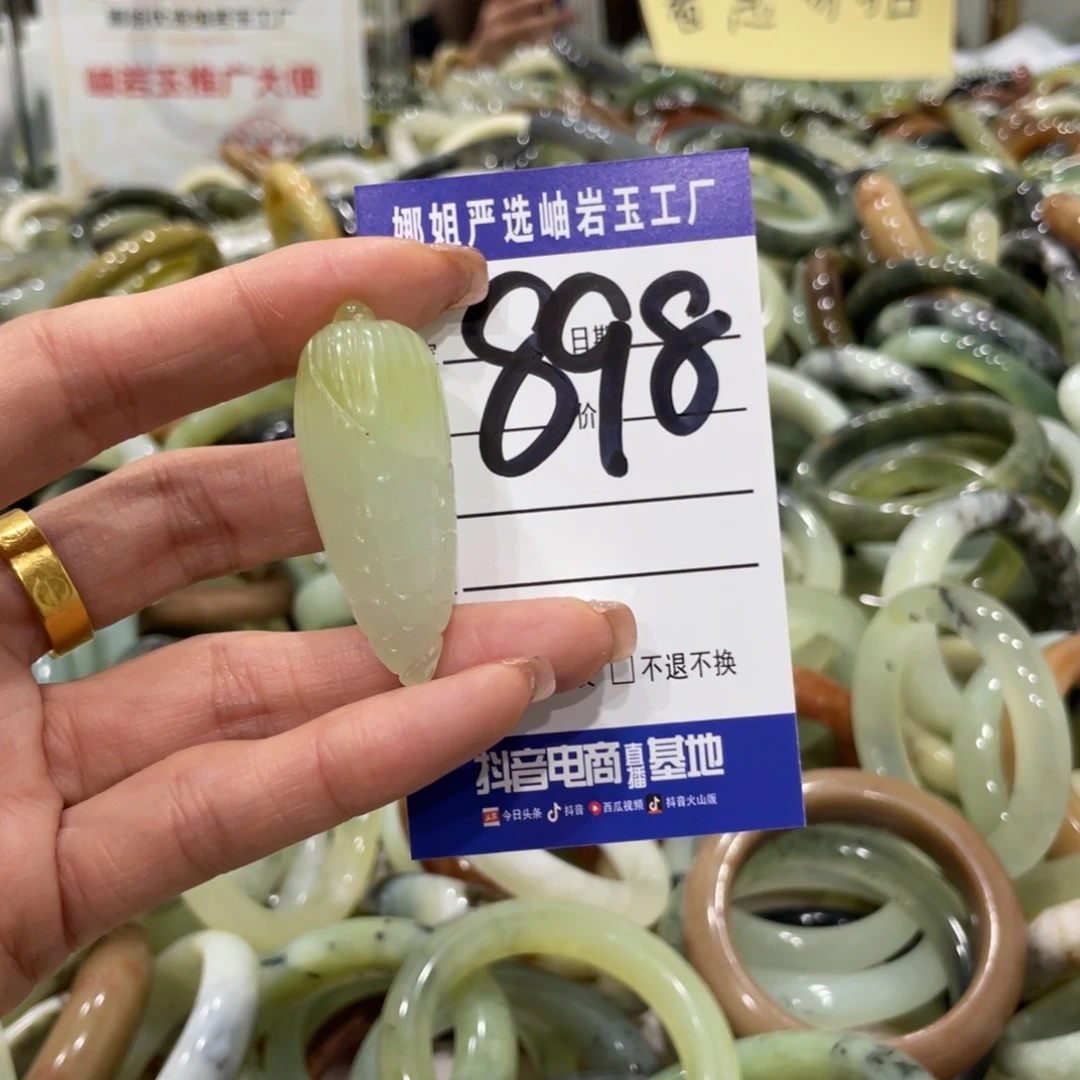 岫岩玉推广大使
娜姐严选岫岩玉工厂
日期
898
价
不退不换
抖音电商直播基地
今日头条 抖音 西瓜视频 抖音火山版